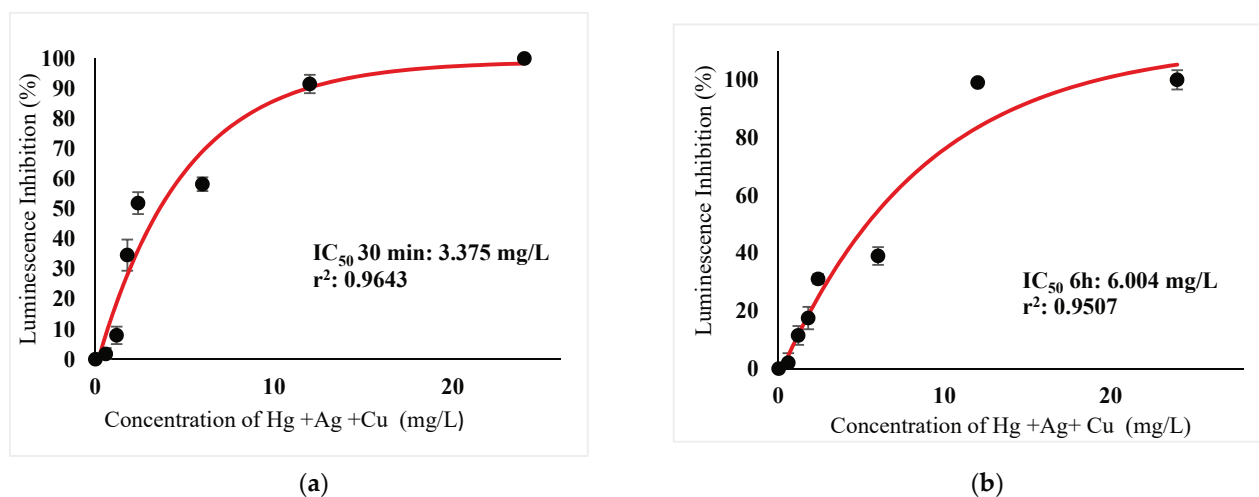 Luminescence Inhibition (%)
100
90
80
70
60
50
40
30
20
10
0
IC50 30 min: 3.375 mg/L
r2: 0.9643
0 10 20
Concentration of Hg +Ag +Cu (mg/L)
(a)
Luminescence Inhibition (%)
100
80
60
40
20
0
IC50 6h: 6.004 mg/L
r2: 0.9507
0 10 20
Concentration of Hg +Ag+ Cu (mg/L)
(b)